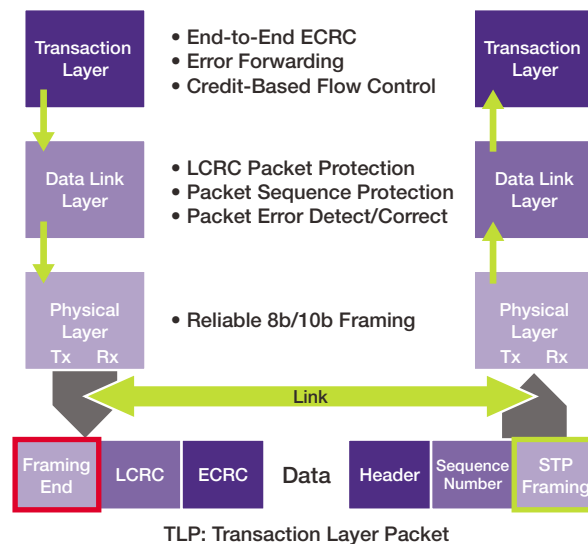 Transaction
Layer
• End-to-End ECRC
• Error Forwarding
• Credit-Based Flow Control
Transaction
Layer
Data Link
Layer
• LCRC Packet Protection
• Packet Sequence Protection
• Packet Error Detect/Correct
Data Link
Layer
Physical
Layer
Tx Rx
• Reliable 8b/10b Framing
Physical
Layer
Tx Rx
Link
Framing
End
LCRC
ECRC
Data
Header
Sequence
Number
STP
Framing
TLP: Transaction Layer Packet